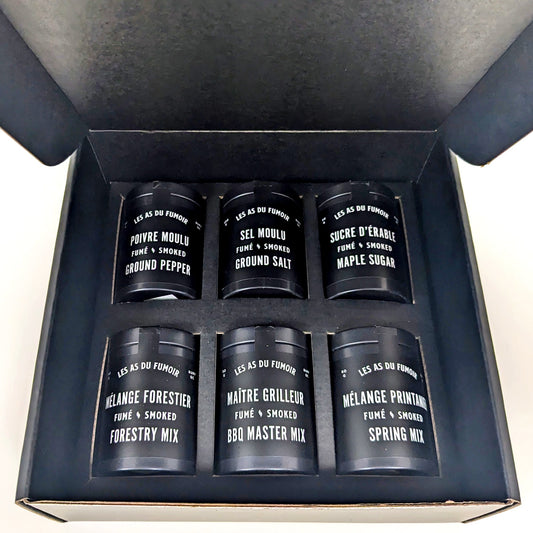 LES AS DU FUMOIR
POIVRE MOULU
FUMÉ SMOKED
GROUND PEPPER
LES AS DU FUMOIR
SEL MOULU
FUMÉ SMOKED
GROUND SALT
LES AS DU FUMOIR
SUCRE D'ÉRABLE
FUMÉ SMOKED
MAPLE SUGAR
LES AS DU FUMOIR
MÉLANGE FORESTIER
FUMÉ SMOKED
FORESTRY MIX
LES AS DU FUMOIR
MAÎTRE GRILLEUR
FUMÉ SMOKED
BBQ MASTER MIX
LES AS DU FUMOIR
MÉLANGE PRINTANI
FUMÉ SMOKED
SPRING MIX